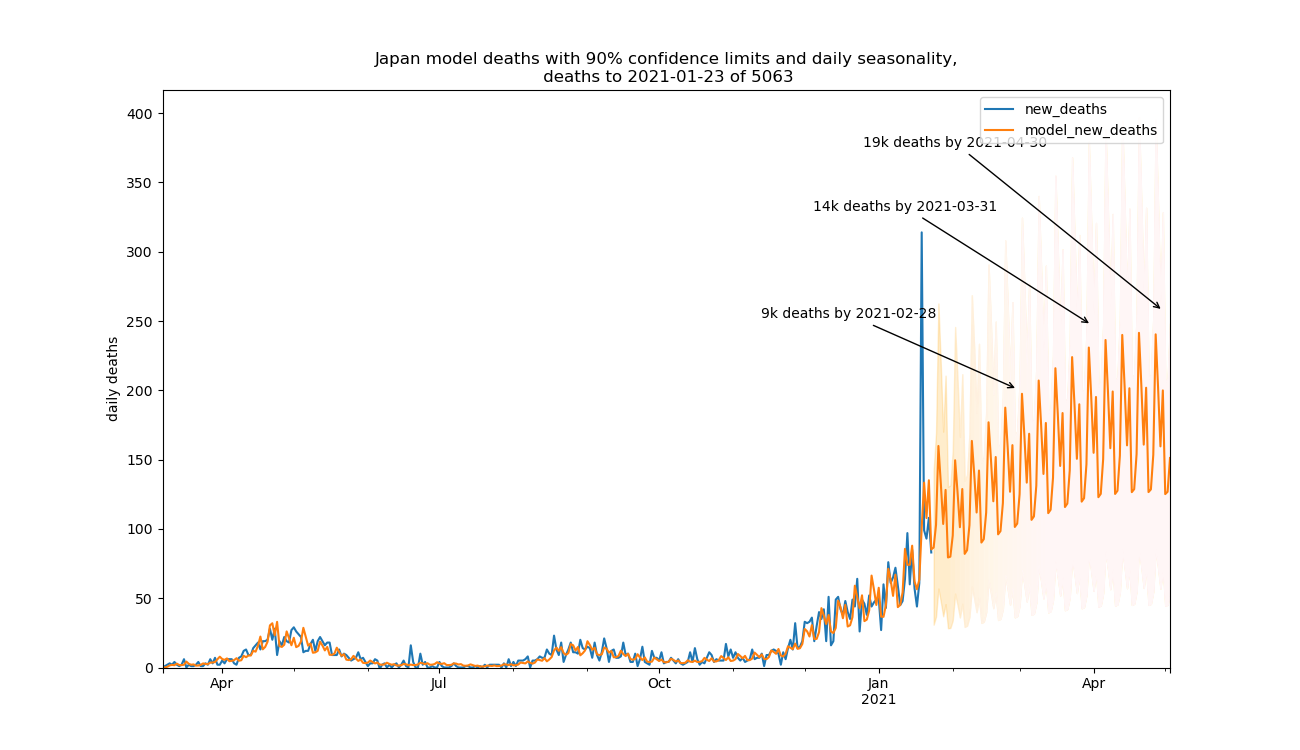 Japan model deaths with 90% confidence limits and daily seasonality,
deaths to 2021-01-23 of 5063
new_deaths
model_new_deaths
19k deaths by 2021-04-30
14k deaths by 2021-03-31
9k deaths by 2021-02-28
daily deaths
400
350
300
250
200
150
100
50
0
Apr
Jul
Oct
Jan
2021
Apr